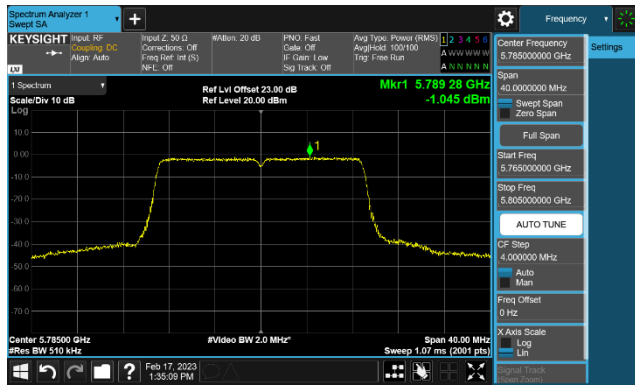 Spectrum Analyzer 1
Swept SA
Frequency
KEYSIGHT
Input: RF
Coupling: DC
Align: Auto
Input Z: 50 Ω
Corrections: Off
Freq Ref: Int (S)
NFE: Off
#Atten: 20 dB
PNO: Fast
Gate: Off
IF Gain: Low
Sig Track: Off
Avg Type: Power (RMS)
Avg|Hold: 100/100
Trig: Free Run
1 2 3 4 5 6
A W W W W W
A N N N N N
LXI
1 Spectrum
Scale/Div 10 dB
Log
Ref Lvl Offset 23.00 dB
Ref Level 20.00 dBm
Mkr1 5.789 28 GHz
-1.045 dBm
1
10.0
0.00
-10.0
-20.0
-30.0
-40.0
-50.0
-60.0
-70.0
Center 5.78500 GHz
#Res BW 510 kHz
#Video BW 2.0 MHz*
Span 40.00 MHz
Sweep 1.07 ms (2001 pts)
Center Frequency
5.785000000 GHz
Settings
Span
40.0000000 MHz
Swept Span
Zero Span
Full Span
Start Freq
5.765000000 GHz
Stop Freq
5.805000000 GHz
AUTO TUNE
CF Step
4.000000 MHz
Auto
Man
Freq Offset
0 Hz
X Axis Scale
Log
Lin
Signal Track
(Span Zoom)
?
Feb 17, 2023
1:35:09 PM